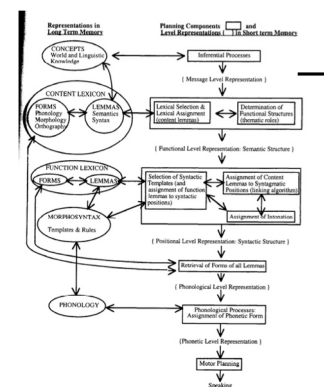 Representations in
Long Term Memory
Planning Components and
Level Representations { } in Short term Memory
CONCEPTS
World and Linguistic
Knowledge
Inferential Processes
{ Message Level Representation }
CONTENT LEXICON
FORMS
Phonology
Morphology
Orthography
LEMMAS
Semantics
Syntax
Lexical Selection &
Lexical Assignment
(content lemmas)
Determination of
Functional Structures
(thematic roles)
{ Functional Level Representation: Semantic Structure }
FUNCTION LEXICON
FORMS
LEMMAS
MORPHOSYNTAX
Templates & Rules
Selection of Syntactic
Templates (and
assignment of function
lemmas to syntactic
positions)
Assignment of Content
Lemmas to Syntagmatic
Positions (linking algorithm)
Assignment of Intonation
{ Positional Level Representation: Syntactic Structure }
Retrieval of Forms of all Lemmas
{ Phonological Level Representation }
PHONOLOGY
Phonological Processes:
Assignment of Phonetic Form
{Phonetic Level Representation }
Motor Planning
Speaking